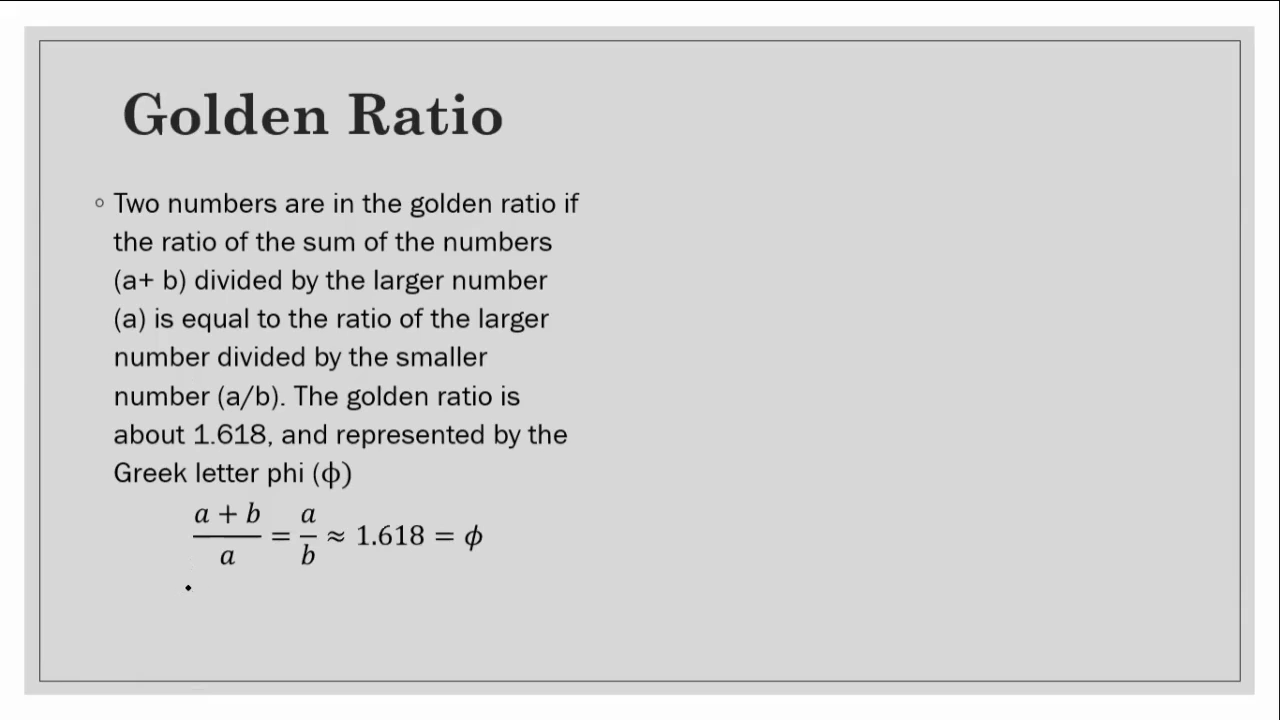 Golden Ratio
Two numbers are in the golden ratio if
the ratio of the sum of the numbers
(a+ b) divided by the larger number
(a) is equal to the ratio of the larger
number divided by the smaller
number (a/b). The golden ratio is
about 1.618, and represented by the
Greek letter phi (ϕ)
(a + b)/a = a/b ≈ 1.618 = ϕ